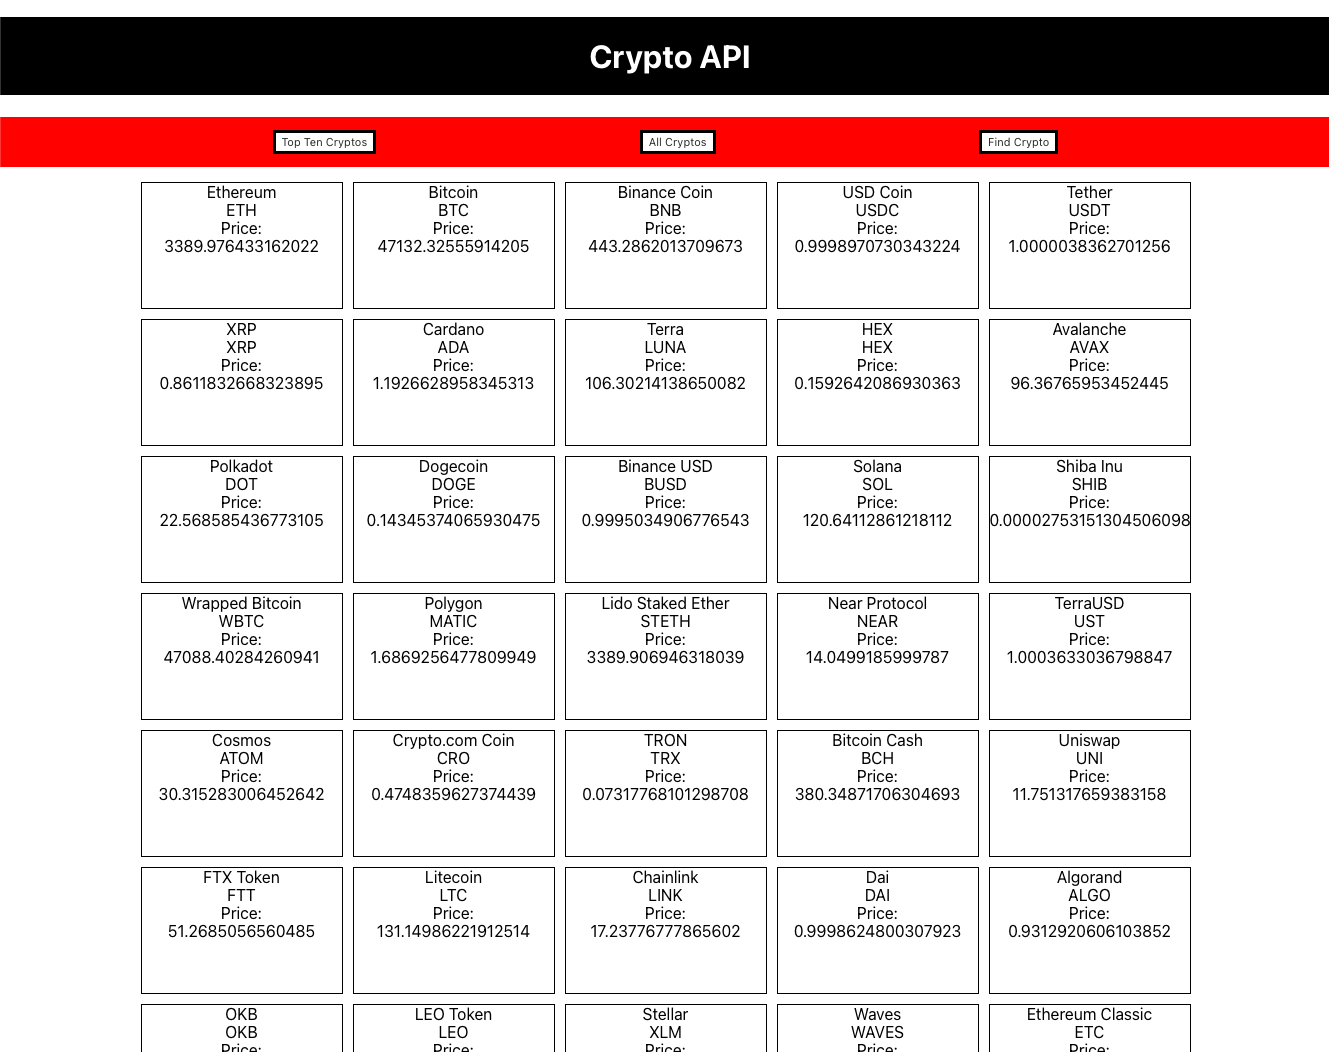 Crypto API
Top Ten Cryptos
All Cryptos
Find Crypto
Ethereum
ETH
Price:
3389.976433162022
Bitcoin
BTC
Price:
47132.32555914205
Binance Coin
BNB
Price:
443.2862013709673
USD Coin
USDC
Price:
0.9998970730343224
Tether
USDT
Price:
1.0000038362701256
XRP
XRP
Price:
0.8611832668323895
Cardano
ADA
Price:
1.1926628958345313
Terra
LUNA
Price:
106.30214138650082
HEX
HEX
Price:
0.1592642086930363
Avalanche
AVAX
Price:
96.36765953452445
Polkadot
DOT
Price:
22.568585436773105
Dogecoin
DOGE
Price:
0.14345374065930475
Binance USD
BUSD
Price:
0.9995034906776543
Solana
SOL
Price:
120.64112861218112
Shiba Inu
SHIB
Price:
0.00002753151304506098
Wrapped Bitcoin
WBTC
Price:
47088.40284260941
Polygon
MATIC
Price:
1.6869256477809949
Lido Staked Ether
STETH
Price:
3389.906946318039
Near Protocol
NEAR
Price:
14.0499185999787
TerraUSD
UST
Price:
1.0003633036798847
Cosmos
ATOM
Price:
30.315283006452642
Crypto.com Coin
CRO
Price:
0.4748359627374439
TRON
TRX
Price:
0.07317768101298708
Bitcoin Cash
BCH
Price:
380.34871706304693
Uniswap
UNI
Price:
11.751317659383158
FTX Token
FTT
Price:
51.2685056560485
Litecoin
LTC
Price:
131.14986221912514
Chainlink
LINK
Price:
17.23776777865602
Dai
DAI
Price:
0.9998624800307923
Algorand
ALGO
Price:
0.9312920606103852
OKB
OKB
Price:
LEO Token
LEO
Price:
Stellar
XLM
Price:
Waves
WAVES
Price:
Ethereum Classic
ETC
Price: